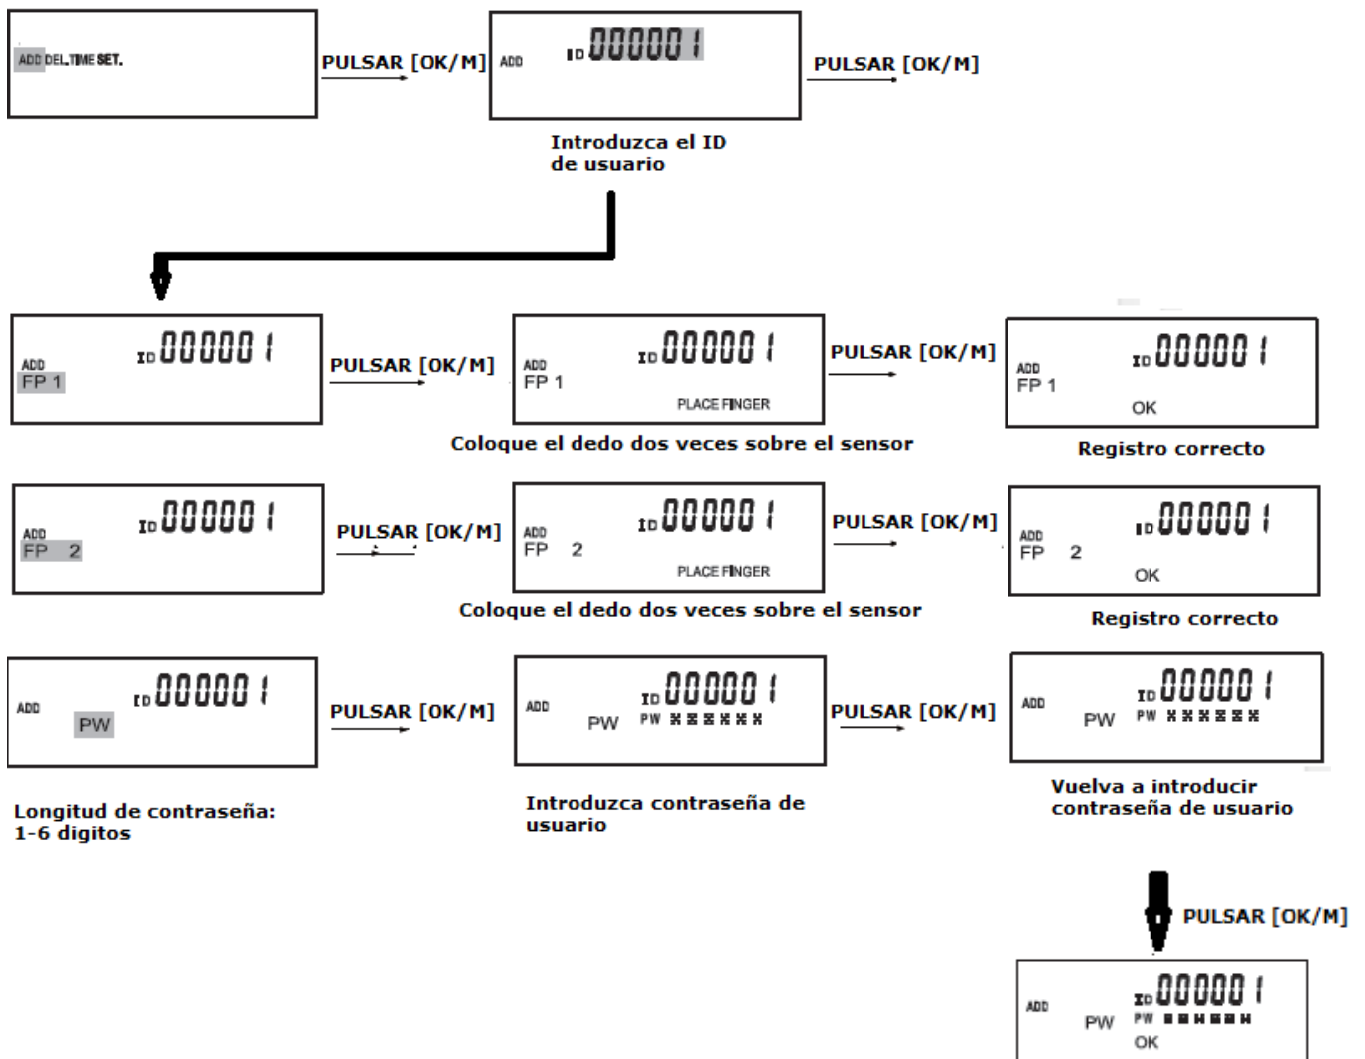 ADD DEL. TIME SET.
PULSAR [OK/M]
ADD ID 000001
PULSAR [OK/M]
Introduzca el ID
de usuario
ID 000001
ADD
FP 1
PULSAR [OK/M]
ID 000001
ADD
FP 1
PLACE FINGER
PULSAR [OK/M]
ID 000001
ADD
FP 1
OK
Coloque el dedo dos veces sobre el sensor
Registro correcto
ID 000001
ADD
FP 2
PULSAR [OK/M]
ID 000001
ADD
FP 2
PLACE FINGER
PULSAR [OK/M]
ID 000001
ADD
FP 2
OK
Coloque el dedo dos veces sobre el sensor
Registro correcto
ID 000001
ADD
PW
PULSAR [OK/M]
ID 000001
ADD
PW PW ******
PULSAR [OK/M]
ID 000001
ADD
PW PW ******
Longitud de contraseña:
1-6 digitos
Introduzca contraseña de
usuario
Vuelva a introducir
contraseña de usuario
PULSAR [OK/M]
ID 000001
ADD
PW PW ******
OK